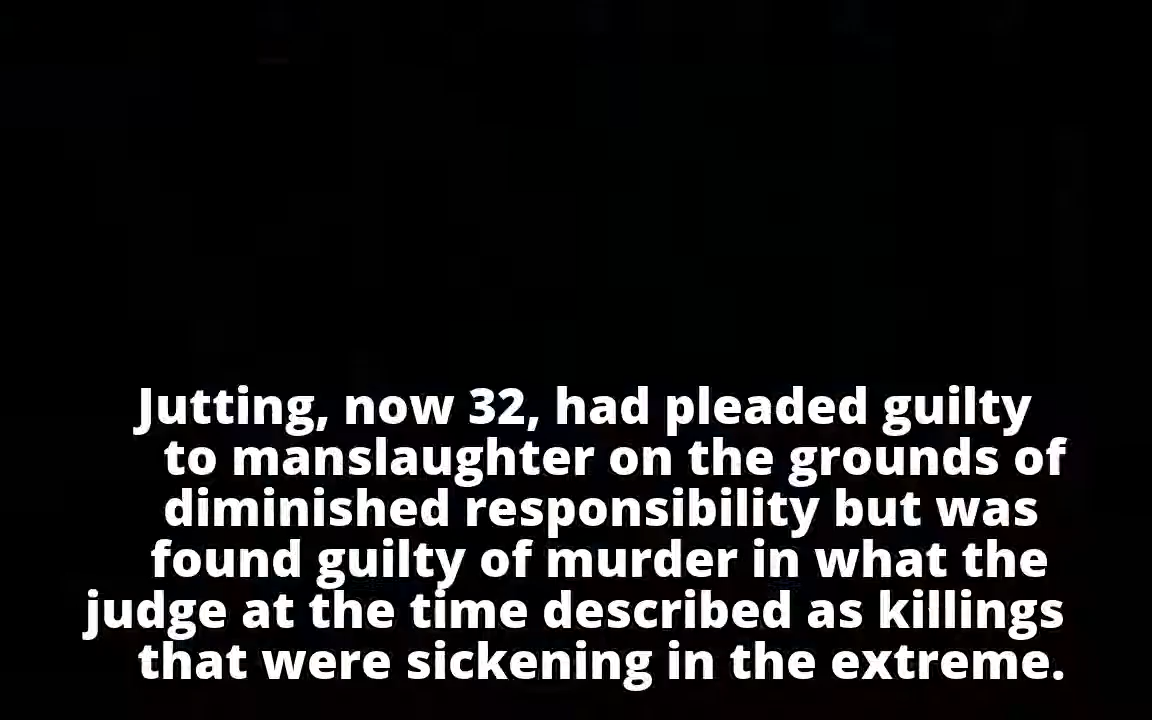 Jutting, now 32, had pleaded guilty
to manslaughter on the grounds of
diminished responsibility but was
found guilty of murder in what the
judge at the time described as killings
that were sickening in the extreme.